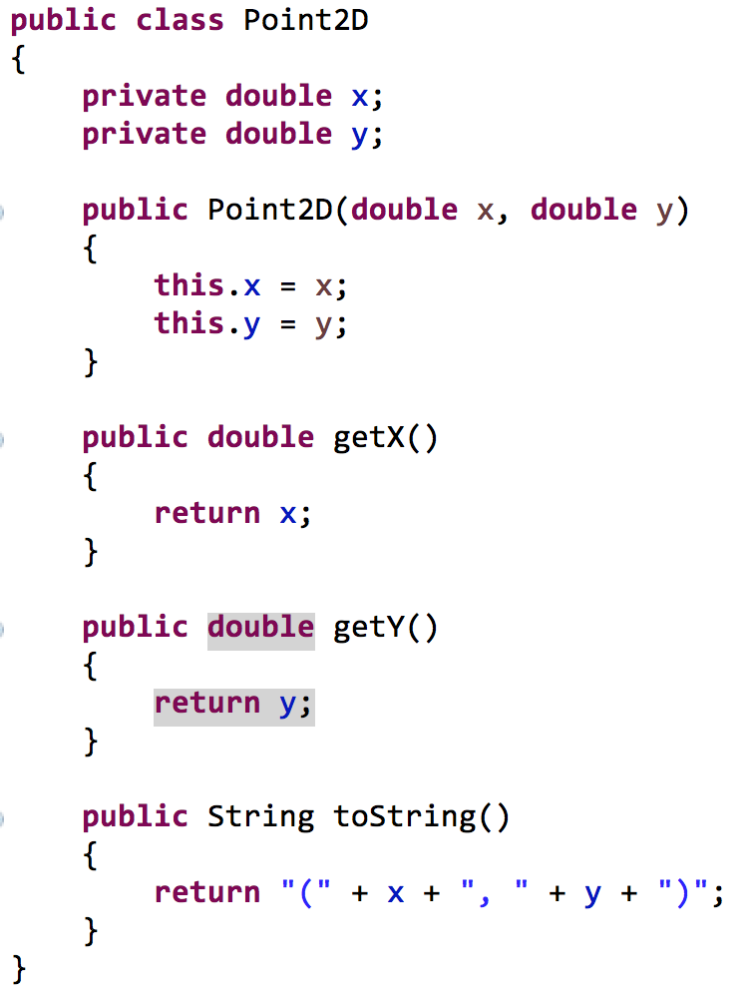 public class Point2D
{
    private double x;
    private double y;

    public Point2D(double x, double y)
    {
        this.x = x;
        this.y = y;
    }

    public double getX()
    {
        return x;
    }

    public double getY()
    {
        return y;
    }

    public String toString()
    {
        return "(" + x + ", " + y + ")";
    }
}